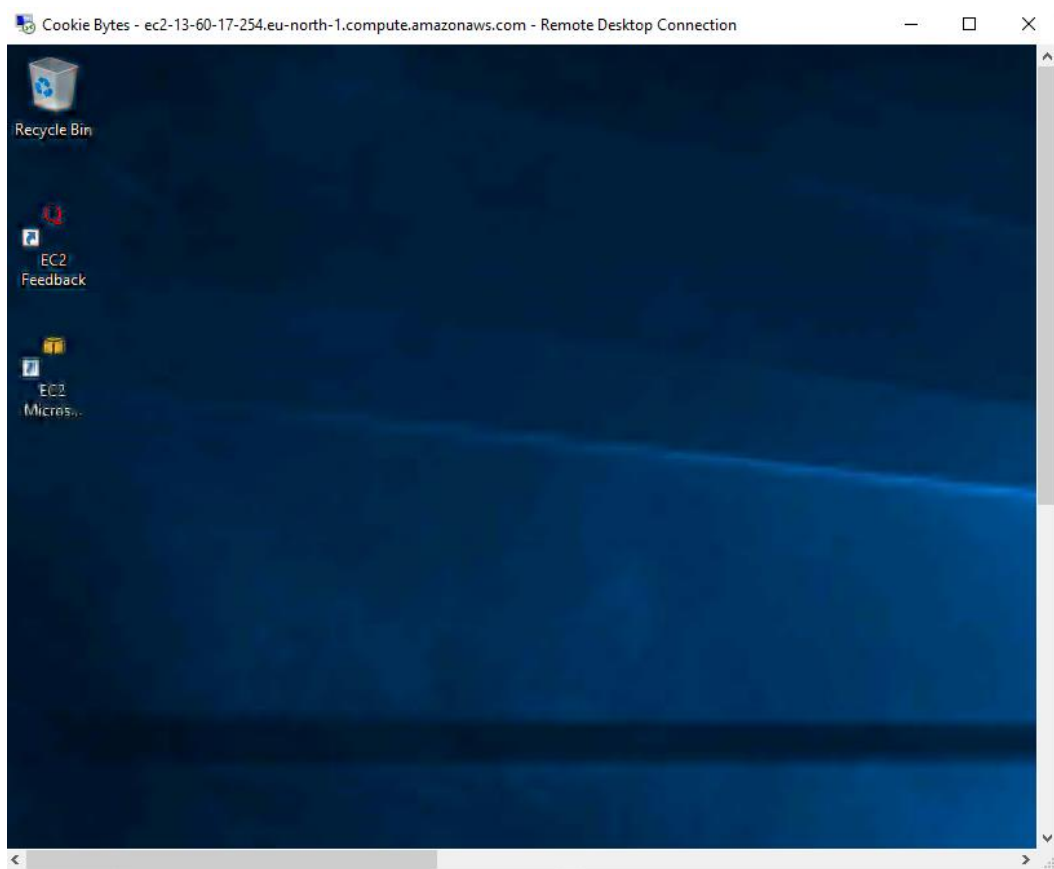 Cookie Bytes - ec2-13-60-17-254.eu-north-1.compute.amazonaws.com - Remote Desktop Connection
Recycle Bin
EC2
Feedback
EC2
Micros...